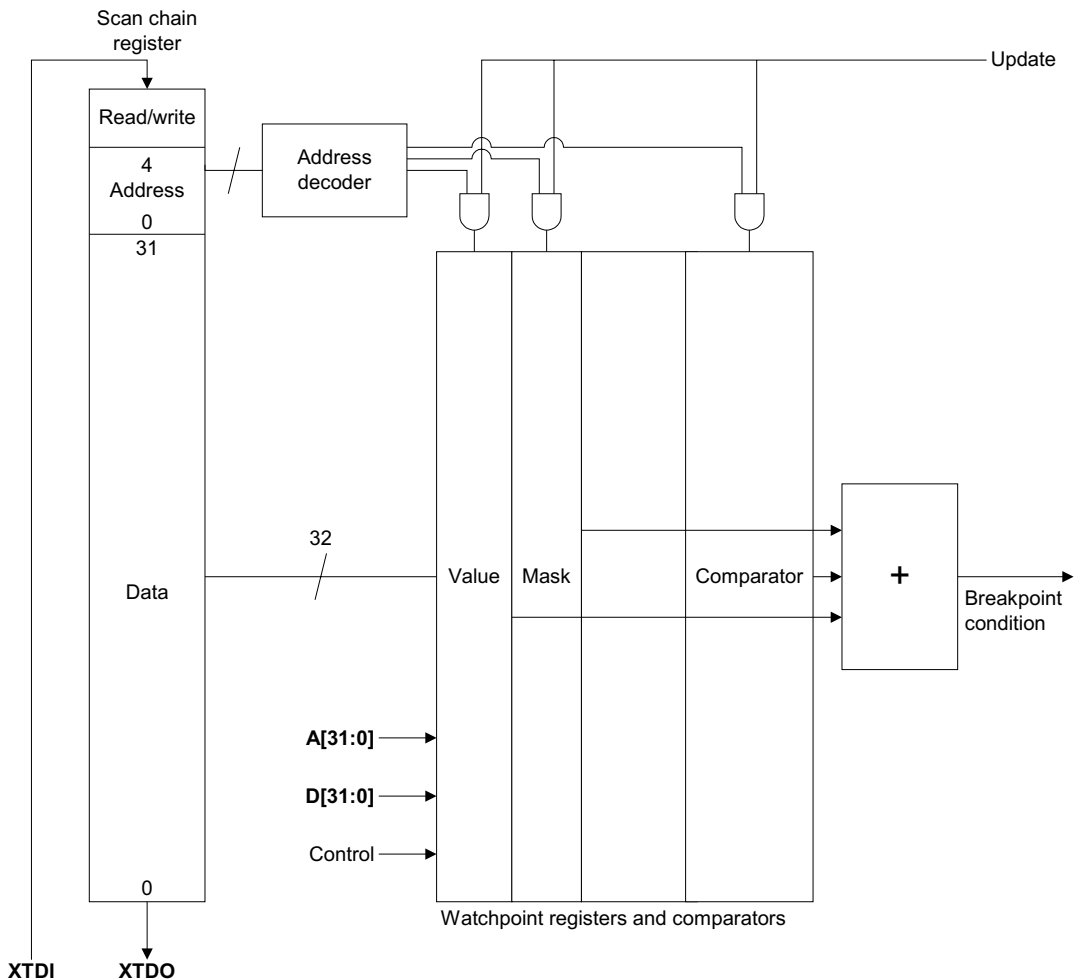 Scan chain
register
Update
Read/write
4
Address
0
Address
decoder
31
32
Data
Value
Mask
Comparator
+
Breakpoint
condition
A[31:0]
D[31:0]
Control
0
Watchpoint registers and comparators
XTDI
XTDO